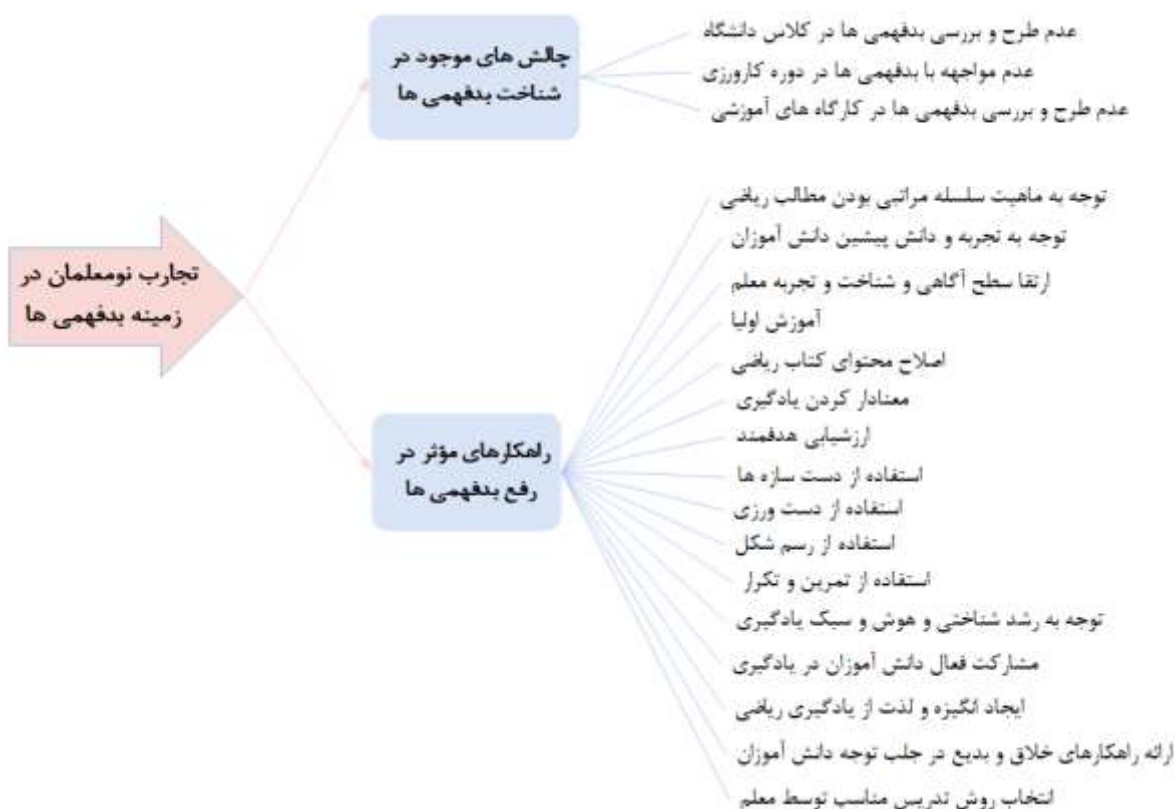 تجارب نومعلمان در
زمینه بدفهمی ها
چالش های موجود در
شناخت بدفهمی ها
عدم طرح و بررسی بدفهمی ها در کلاس دانشگاه
عدم مواجهه با بدفهمی ها در دوره کارورزی
عدم طرح و بررسی بدفهمی ها در کارگاه های آموزشی
راهکارهای مؤثر در
رفع بدفهمی ها
توجه به ماهیت سلسله مراتبی بودن مطالب ریاضی
توجه به تجربه و دانش پیشین دانش آموزان
ارتقا سطح آگاهی و شناخت و تجربه معلم
آموزش اولیا
اصلاح محتوای کتاب ریاضی
معنادار کردن یادگیری
ارزشیابی هدفمند
استفاده از دست سازه ها
استفاده از دست ورزی
استفاده از رسم شکل
استفاده از تمرین و تکرار
توجه به رشد شناختی و هوش و سبک یادگیری
مشارکت فعال دانش آموزان در یادگیری
ایجاد انگیزه و لذت از یادگیری ریاضی
ارائه راهکارهای خلاق و بدیع در جلب توجه دانش آموزان
انتخاب روش تدریس مناسب توسط معلم